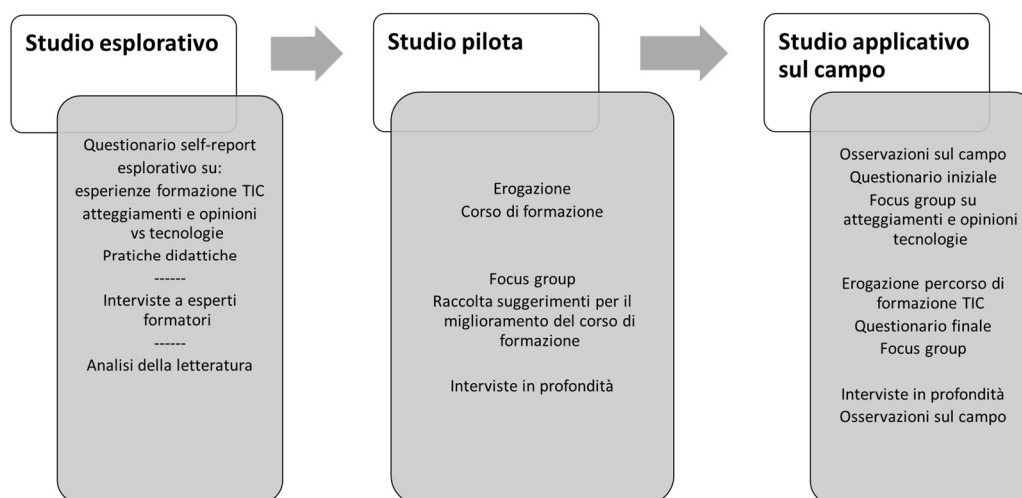 Studio esplorativo
Questionario self-report
esplorativo su:
esperienze formazione TIC
atteggiamenti e opinioni
vs tecnologie
Pratiche didattiche
------
Interviste a esperti
formatori
------
Analisi della letteratura
Studio pilota
Erogazione
Corso di formazione
Focus group
Raccolta suggerimenti per il
miglioramento del corso di
formazione
Interviste in profondità
Studio applicativo
sul campo
Osservazioni sul campo
Questionario iniziale
Focus group su
atteggiamenti e opinioni
tecnologie
Erogazione percorso di
formazione TIC
Questionario finale
Focus group
Interviste in profondità
Osservazioni sul campo